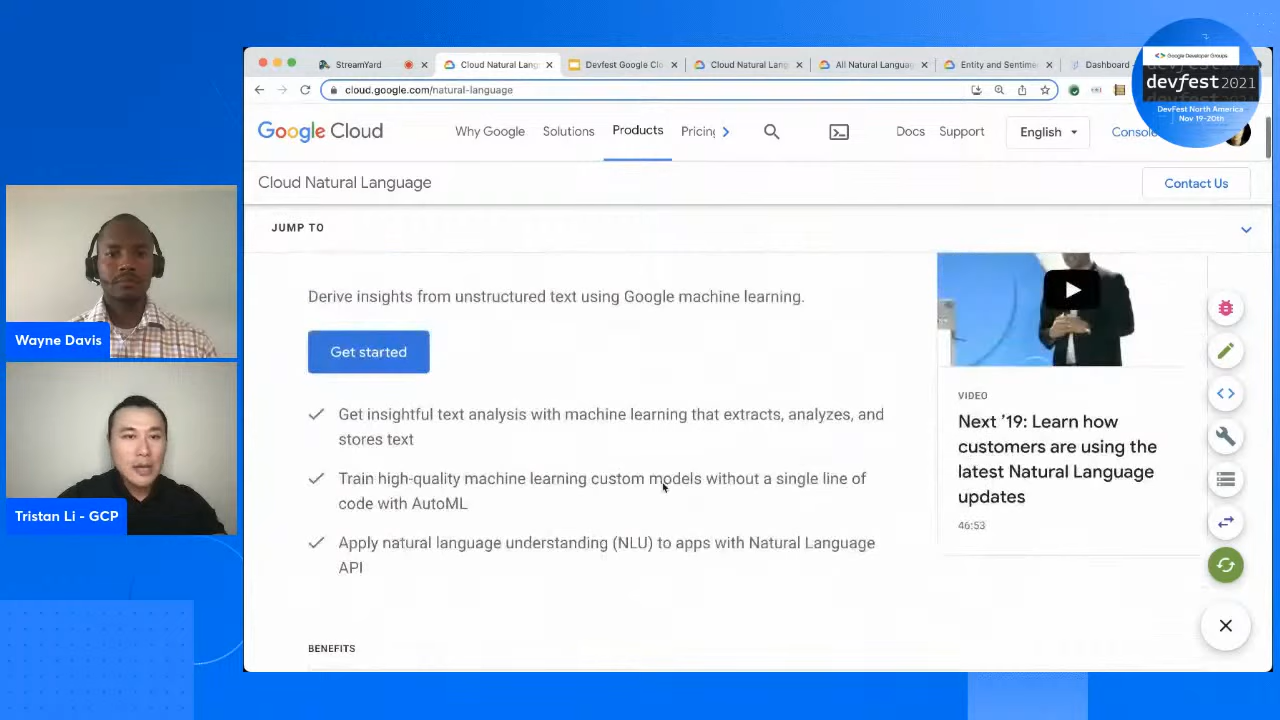 StreamYard
Cloud Natural Lang
Devfest Google Clo
Cloud Natural Lang
All Natural Language
Entity and Sentime
Dashboard
Google Developer Groups
devfest 2021
DevFest North America
Nov 19-20th
cloud.google.com/natural-language
Google Cloud
Why Google
Solutions
Products
Pricing
Docs
Support
English
Console
Cloud Natural Language
Contact Us
JUMP TO
Derive insights from unstructured text using Google machine learning.
Get started
Get insightful text analysis with machine learning that extracts, analyzes, and
stores text
Train high-quality machine learning custom models without a single line of
code with AutoML
Apply natural language understanding (NLU) to apps with Natural Language
API
BENEFITS
VIDEO
Next '19: Learn how
customers are using the
latest Natural Language
updates
46:53
Wayne Davis
Tristan Li - GCP